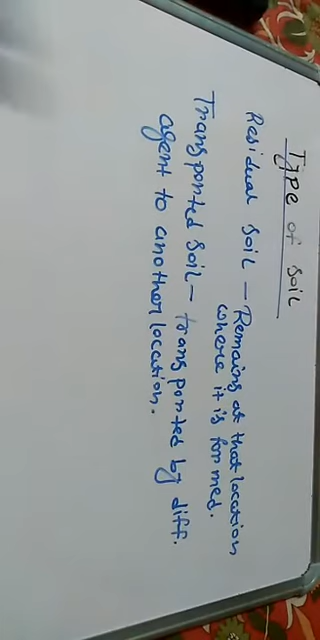 Type of Soil
Residual Soil - Remains at that location
where it is formed.
Transported Soil - transported by diff.
agent to another location.